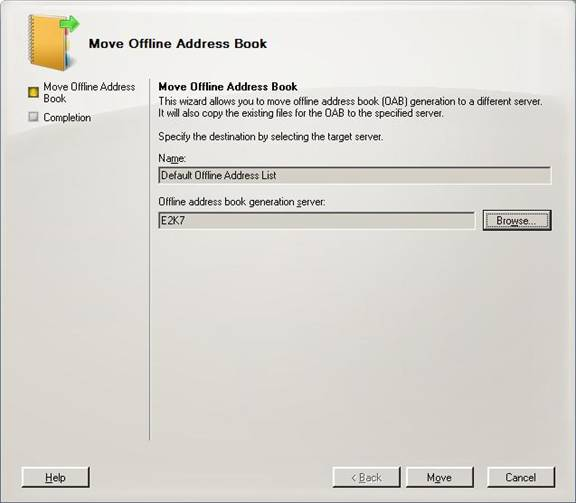 Move Offline Address Book
Move Offline Address
Book
Completion
Move Offline Address Book
This wizard allows you to move offline address book (OAB) generation to a different server.
It will also copy the existing files for the OAB to the specified server.
Specify the destination by selecting the target server.
Name:
Default Offline Address List
Offline address book generation server:
E2K7
Browse...
Help
< Back
Move
Cancel